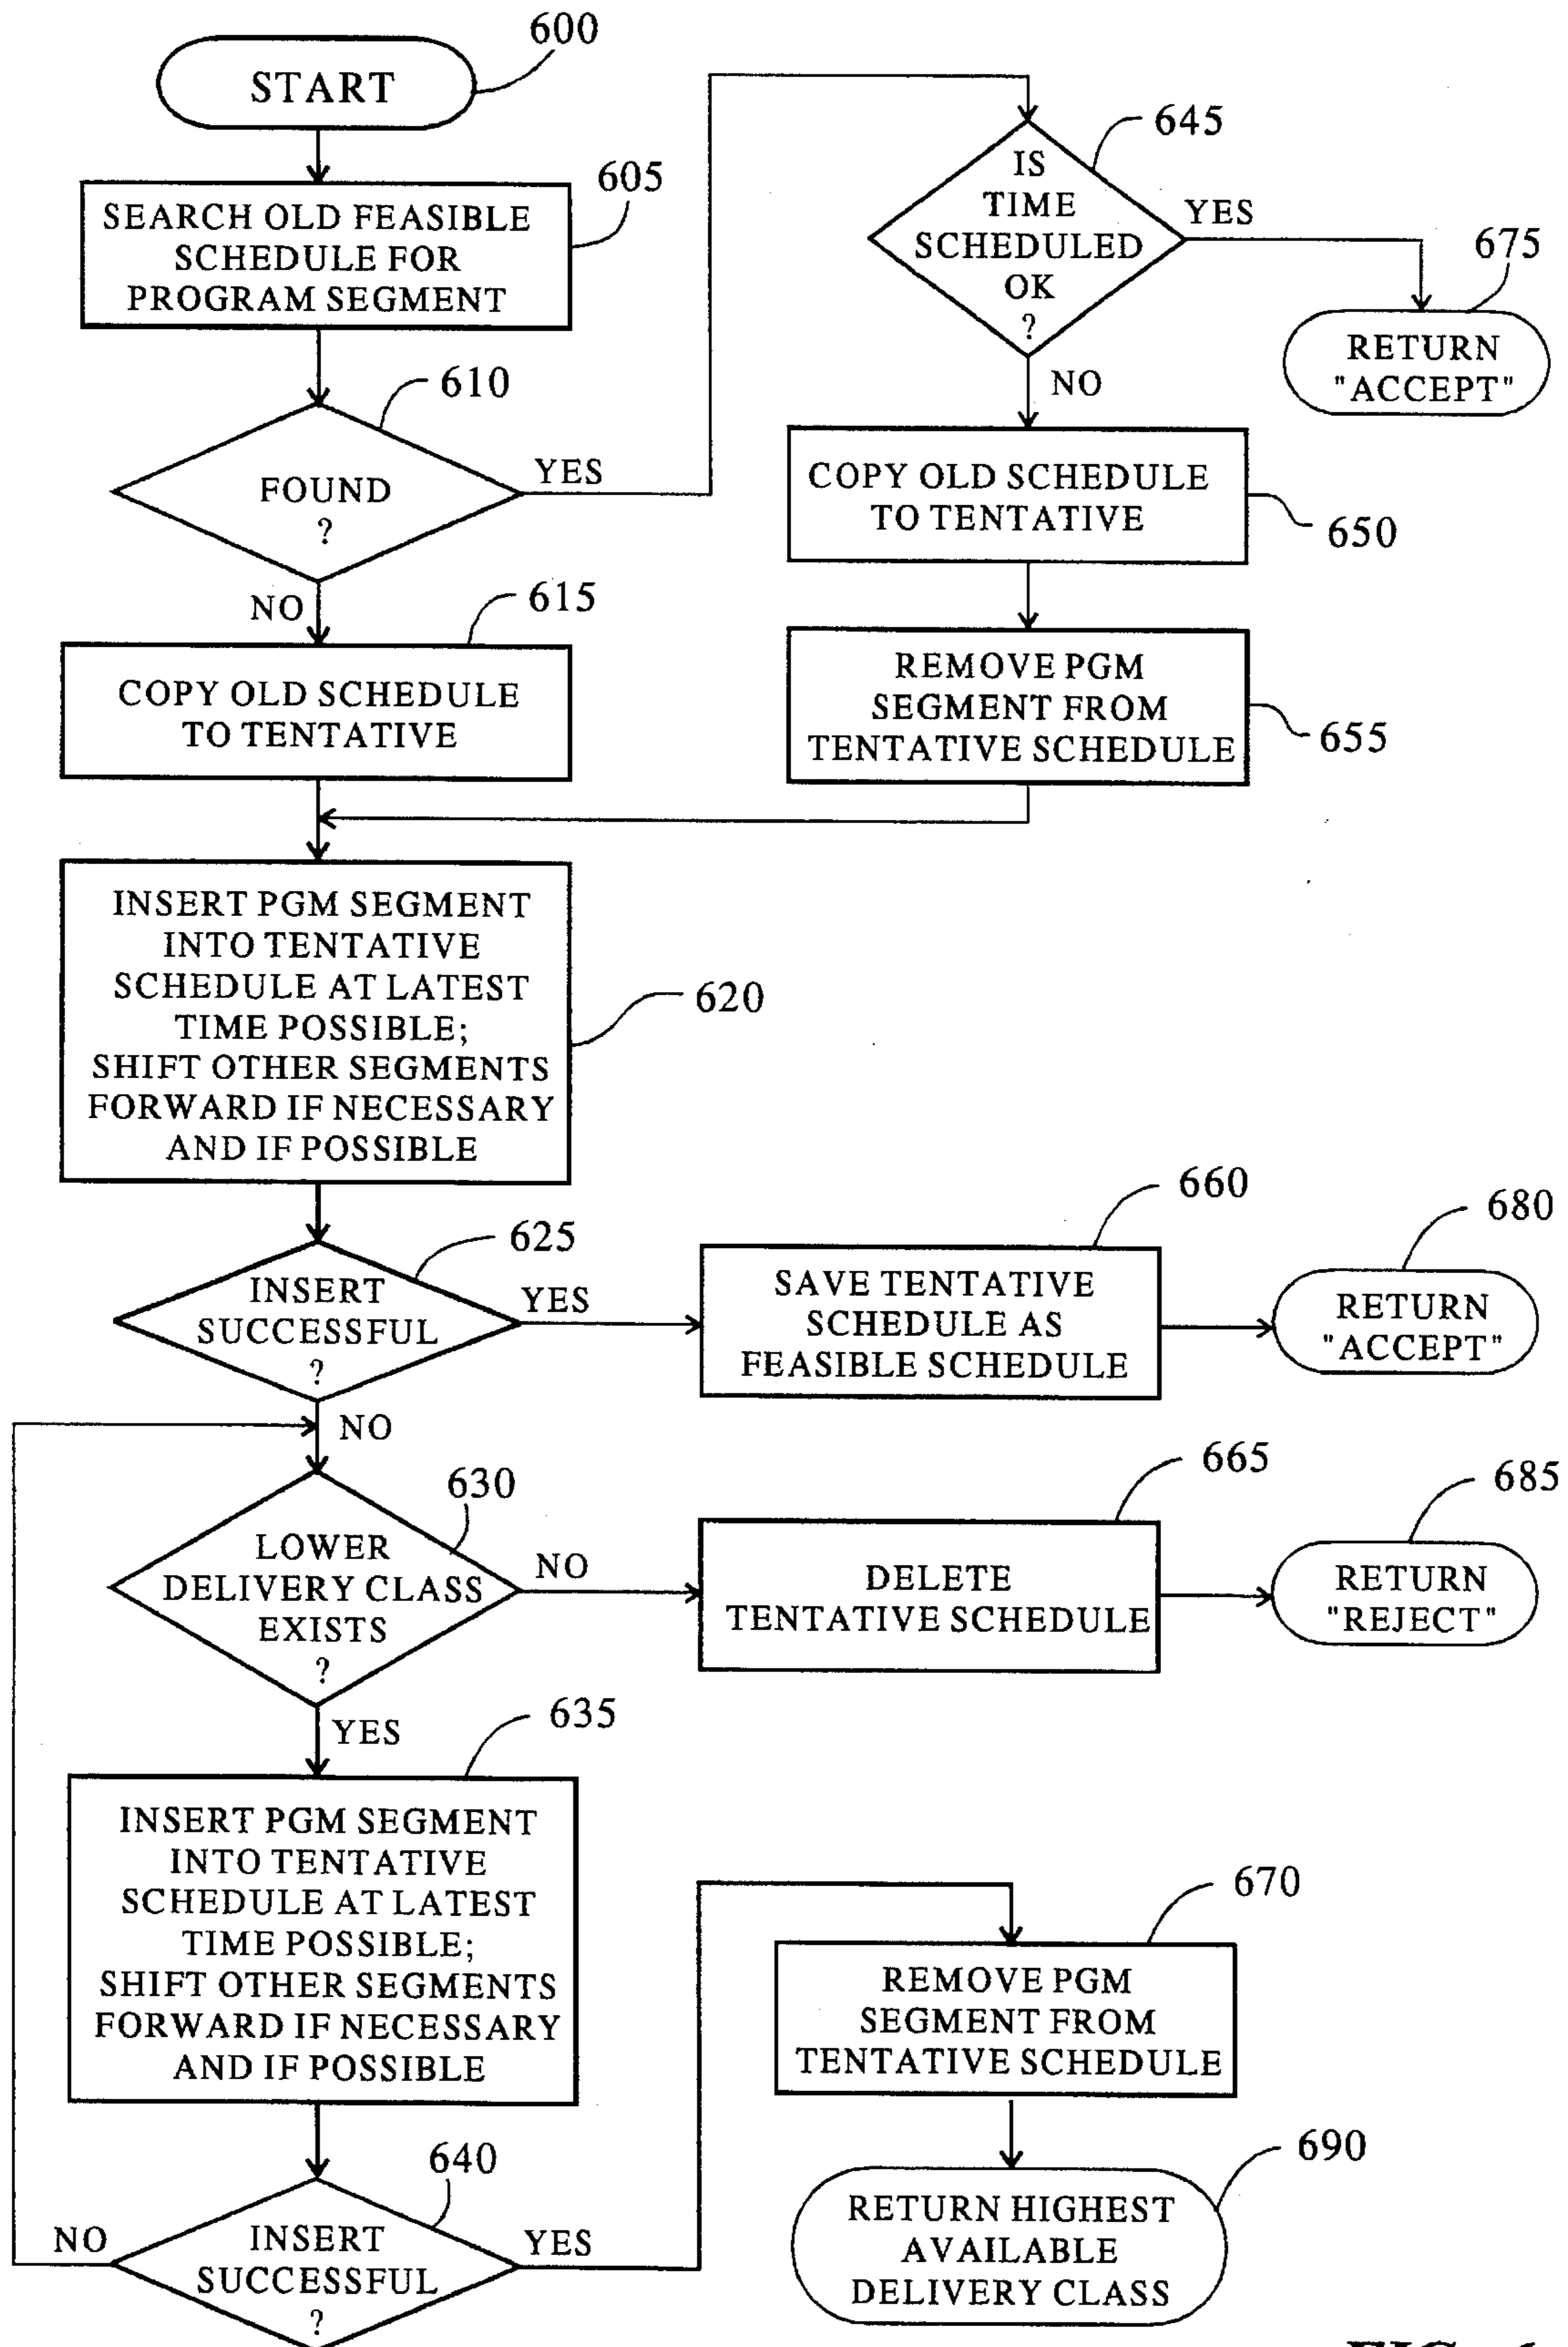 600
START
605
SEARCH OLD FEASIBLE
SCHEDULE FOR
PROGRAM SEGMENT
610
FOUND
?
YES
NO
645
IS
TIME
SCHEDULED
OK
?
YES
NO
675
RETURN
"ACCEPT"
COPY OLD SCHEDULE
TO TENTATIVE
650
615
COPY OLD SCHEDULE
TO TENTATIVE
REMOVE PGM
SEGMENT FROM
TENTATIVE SCHEDULE
655
INSERT PGM SEGMENT
INTO TENTATIVE
SCHEDULE AT LATEST
TIME POSSIBLE;
SHIFT OTHER SEGMENTS
FORWARD IF NECESSARY
AND IF POSSIBLE
620
625
INSERT
SUCCESSFUL
?
YES
NO
660
SAVE TENTATIVE
SCHEDULE AS
FEASIBLE SCHEDULE
680
RETURN
"ACCEPT"
630
LOWER
DELIVERY CLASS
EXISTS
?
NO
YES
665
DELETE
TENTATIVE SCHEDULE
685
RETURN
"REJECT"
635
INSERT PGM SEGMENT
INTO TENTATIVE
SCHEDULE AT LATEST
TIME POSSIBLE;
SHIFT OTHER SEGMENTS
FORWARD IF NECESSARY
AND IF POSSIBLE
670
REMOVE PGM
SEGMENT FROM
TENTATIVE SCHEDULE
640
INSERT
SUCCESSFUL
?
NO
YES
690
RETURN HIGHEST
AVAILABLE
DELIVERY CLASS